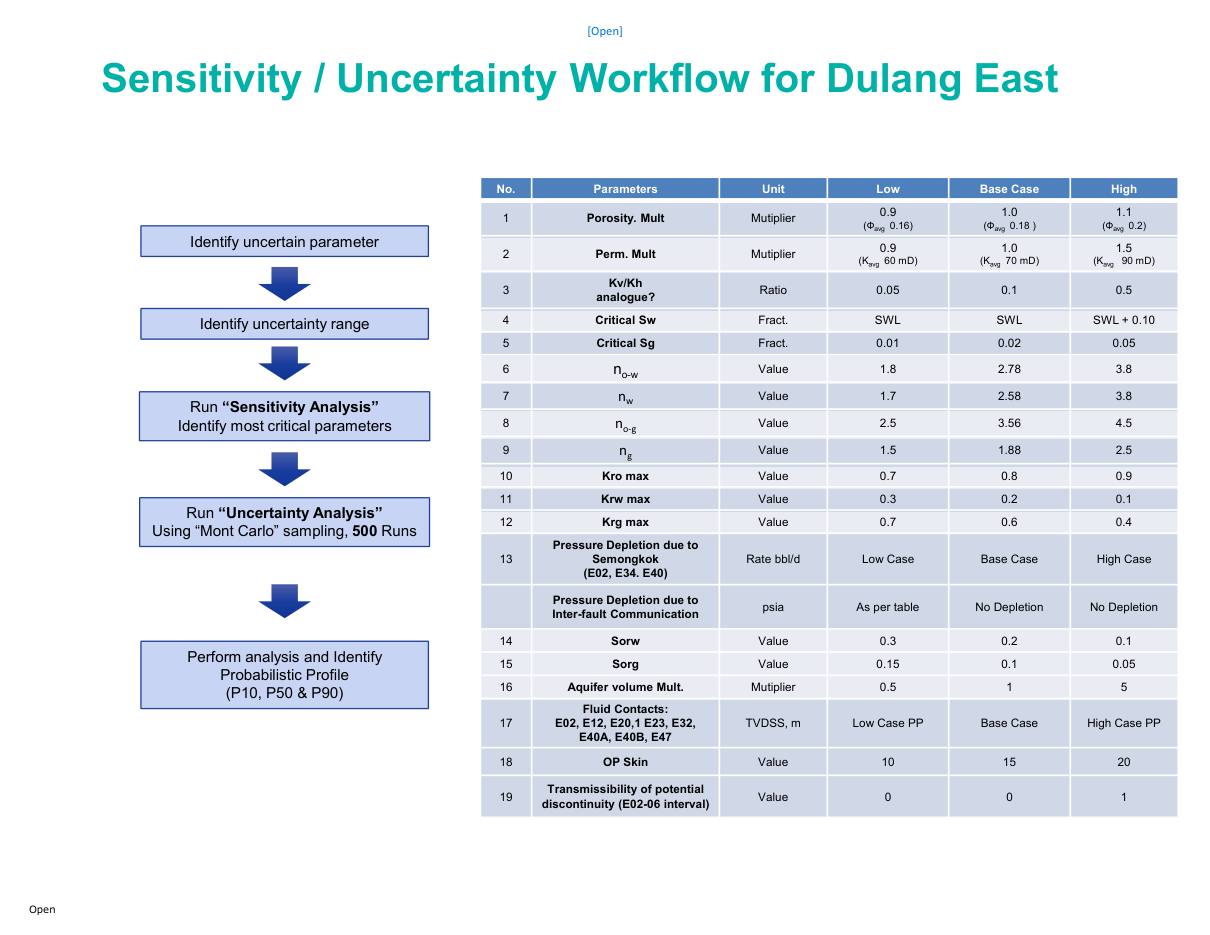 [Open]
Sensitivity / Uncertainty Workflow for Dulang East
Identify uncertain parameter
Identify uncertainty range
Run “Sensitivity Analysis”
Identify most critical parameters
Run “Uncertainty Analysis”
Using “Mont Carlo” sampling, 500 Runs
Perform analysis and Identify
Probabilistic Profile
(P10, P50 & P90)
No. Parameters Unit Low Base Case High
1 Porosity. Mult Mutiplier 0.9 1.0 1.1
(Φavg 0.16) (Φavg 0.18 ) (Φavg 0.2)
2 Perm. Mult Mutiplier 0.9 1.0 1.5
(Kavg 60 mD) (Kavg 70 mD) (Kavg 90 mD)
3 Kv/Kh
analogue? Ratio 0.05 0.1 0.5
4 Critical Sw Fract. SWL SWL SWL + 0.10
5 Critical Sg Fract. 0.01 0.02 0.05
6 no-w Value 1.8 2.78 3.8
7 nw Value 1.7 2.58 3.8
8 no-g Value 2.5 3.56 4.5
9 ng Value 1.5 1.88 2.5
10 Kro max Value 0.7 0.8 0.9
11 Krw max Value 0.3 0.2 0.1
12 Krg max Value 0.7 0.6 0.4
13 Pressure Depletion due to
Semongkok
(E02, E34. E40) Rate bbl/d Low Case Base Case High Case
Pressure Depletion due to
Inter-fault Communication psia As per table No Depletion No Depletion
14 Sorw Value 0.3 0.2 0.1
15 Sorg Value 0.15 0.1 0.05
16 Aquifer volume Mult. Mutiplier 0.5 1 5
17 Fluid Contacts:
E02, E12, E20,1 E23, E32,
E40A, E40B, E47 TVDSS, m Low Case PP Base Case High Case PP
18 OP Skin Value 10 15 20
19 Transmissibility of potential
discontinuity (E02-06 interval) Value 0 0 1
Open